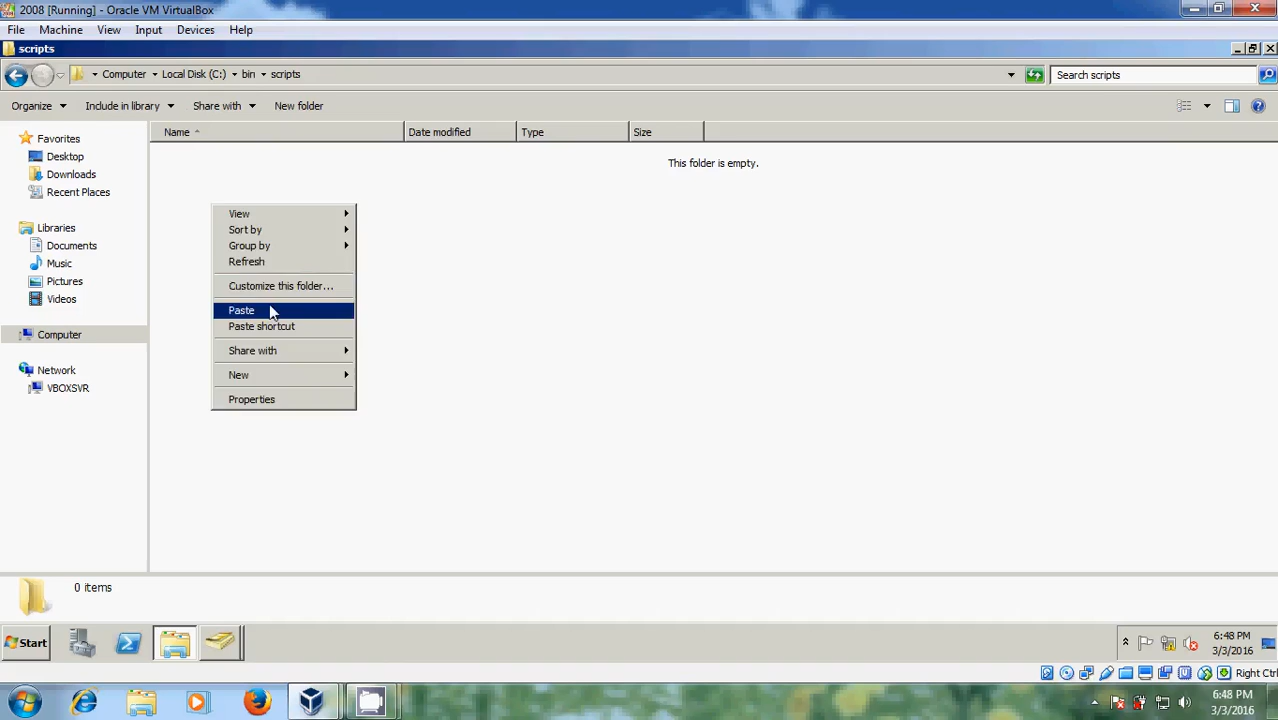 2008 [Running] - Oracle VM VirtualBox
File Machine View Input Devices Help
scripts
Computer Local Disk (C:) bin scripts
Search scripts
Organize Include in library Share with New folder
Name Date modified Type Size
This folder is empty.
Favorites
Desktop
Downloads
Recent Places
Libraries
Documents
Music
Pictures
Videos
Computer
Network
VBOXSVR
View
Sort by
Group by
Refresh
Customize this folder...
Paste
Paste shortcut
Share with
New
Properties
0 items
Start
6:48 PM
3/3/2016
Right Ctrl
6:48 PM
3/3/2016